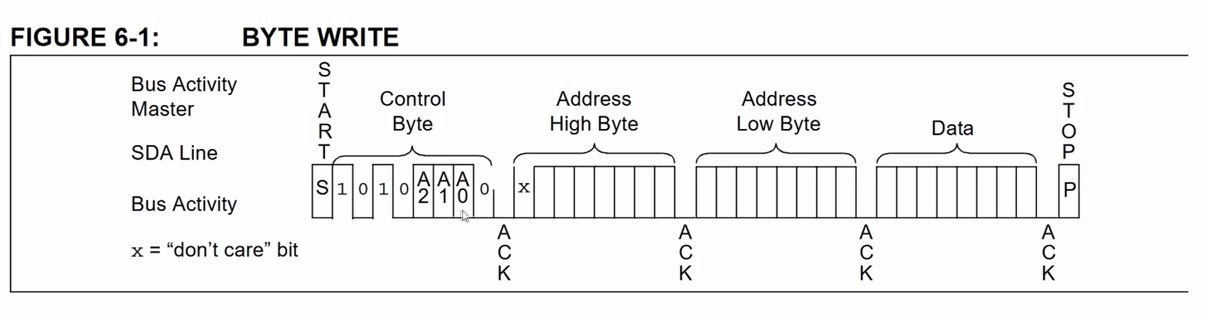 FIGURE 6-1: BYTE WRITE
Bus Activity
Master
SDA Line
Bus Activity
x = “don’t care” bit
START
Control
Byte
Address
High Byte
Address
Low Byte
Data
STOP
S 1 0 1 0 A2 A1 A0 0 x P
ACK ACK ACK ACK